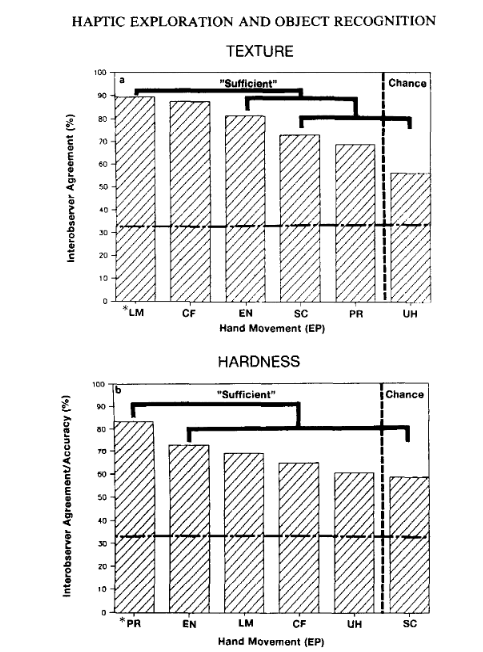 HAPTIC EXPLORATION AND OBJECT RECOGNITION
TEXTURE
a
"Sufficient"
Chance
100
90
80
70
60
50
40
30
20
10
0
Interobserver Agreement (%)
*LM CF EN SC PR UH
Hand Movement (EP)
HARDNESS
b
"Sufficient"
Chance
100
90
80
70
60
50
40
30
20
10
0
Interobserver Agreement/Accuracy (%)
*PR EN LM CF UH SC
Hand Movement (EP)